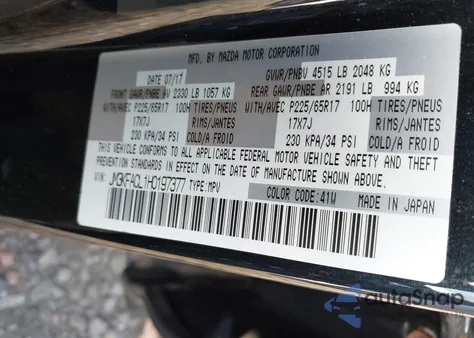 MFD. BY MAZDA MOTOR CORPORATION
DATE 07/17 GVWR/PNBV 4515 LB 2048 KG
FRONT GAWR/PNBE AV 2330 LB 1057 KG REAR GAWR/PNBE AR 2191 LB 994 KG
WITH/AVEC P225/65R17 100H TIRES/PNEUS WITH/AVEC P225/65R17 100H TIRES/PNEUS
17X7J RIMS/JANTES 17X7J RIMS/JANTES
230 KPA/34 PSI COLD/A FROID 230 KPA/34 PSI COLD/A FROID
THIS VEHICLE CONFORMS TO ALL APPLICABLE FEDERAL MOTOR VEHICLE SAFETY AND THEFT
PREVENTION STANDARDS IN EFFECT ON THE DATE OF MANUFACTURE SHOWN ABOVE.
VIN: TYPE:MPV COLOR CODE:41W MADE IN JAPAN
autoSnap